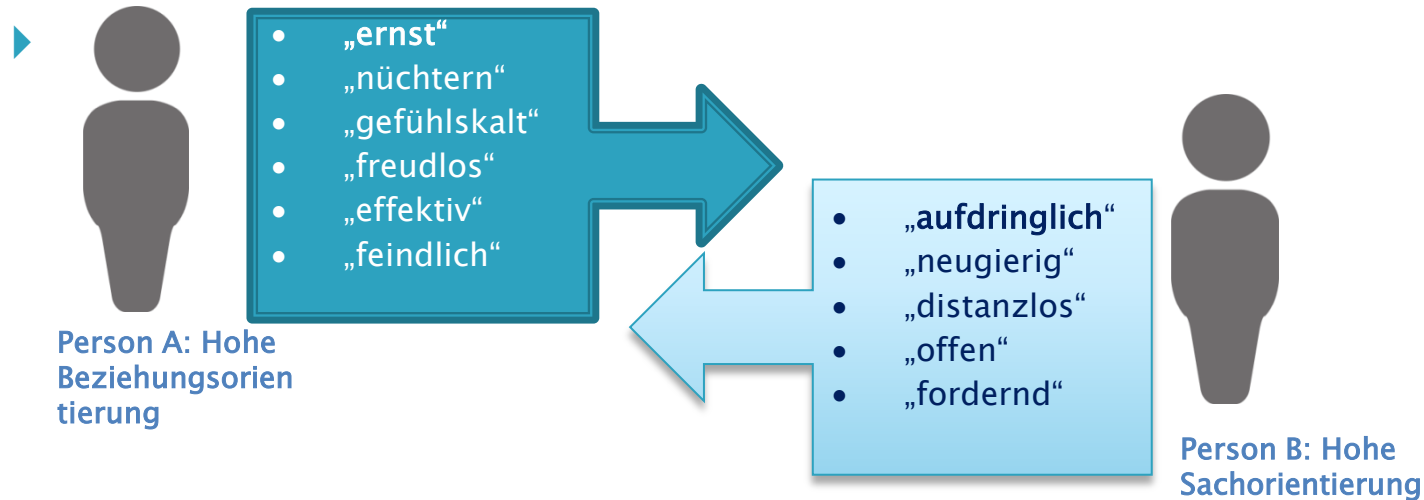 „ernst“
„nüchtern“
„gefühlskalt“
„freudlos“
„effektiv“
„feindlich“
Person A: Hohe
Beziehungsorien
tierung
„aufdringlich“
„neugierig“
„distanzlos“
„offen“
„fordernd“
Person B: Hohe
Sachorientierung